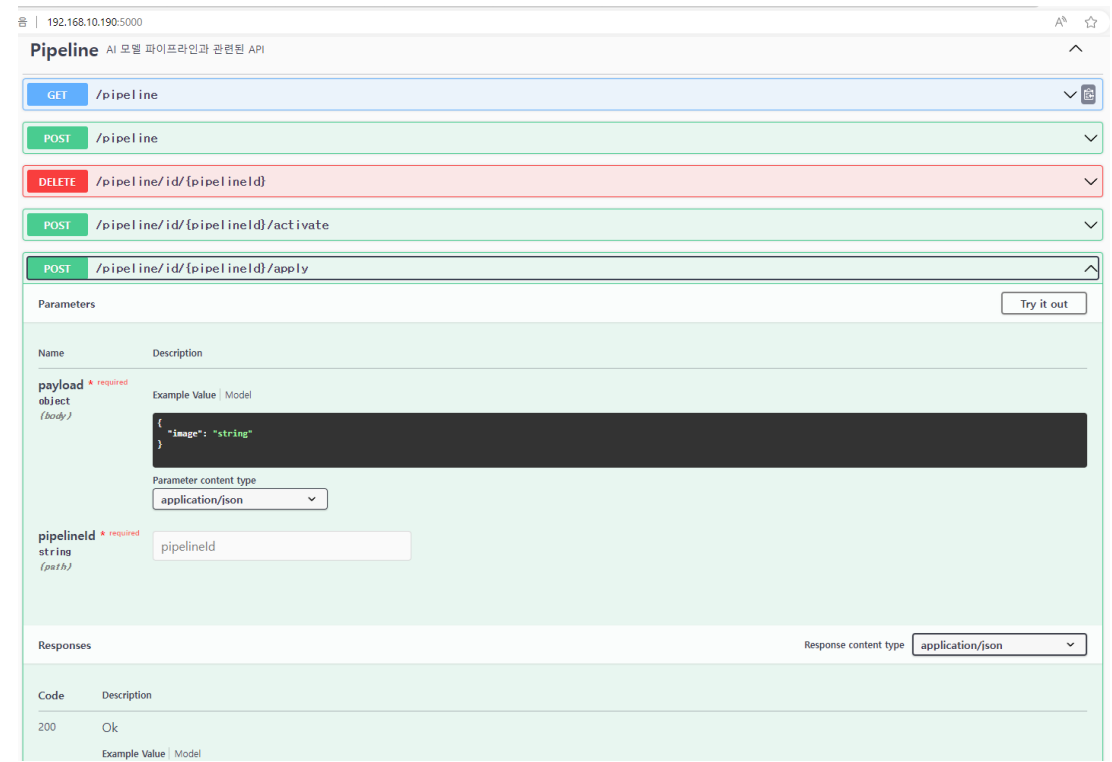 음 192.168.10.190:5000
Pipeline AI 모델 파이프라인과 관련된 API
GET /pipeline
POST /pipeline
DELETE /pipeline/id/{pipelineId}
POST /pipeline/id/{pipelineId}/activate
POST /pipeline/id/{pipelineId}/apply
Parameters Try it out
Name Description
payload * required
object
(body)
Example Value Model
{
"image": "string"
}
Parameter content type
application/json
pipelineId * required
string
(path)
pipelineId
Responses Response content type application/json
Code Description
200 Ok
Example Value Model